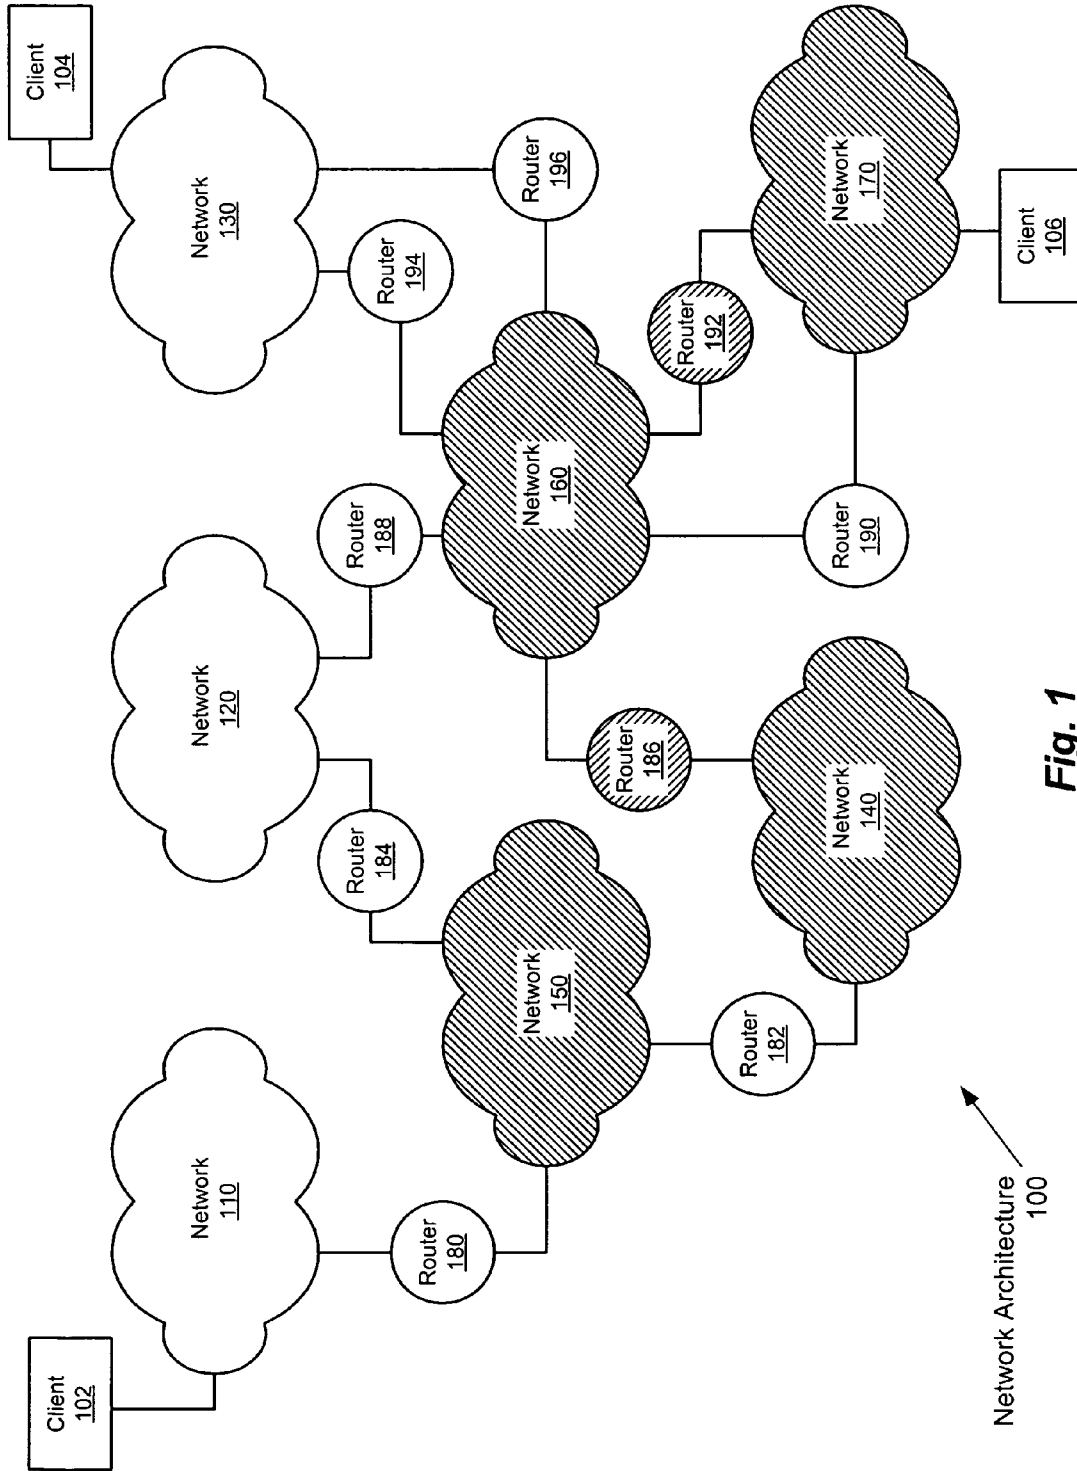 Client
102
Network
110
Network
120
Network
130
Client
104
Router
180
Router
184
Router
188
Router
194
Router
196
Network
150
Network
160
Router
182
Router
186
Router
192
Network
140
Router
190
Network
170
Client
106
Network Architecture
100
Fig. 1